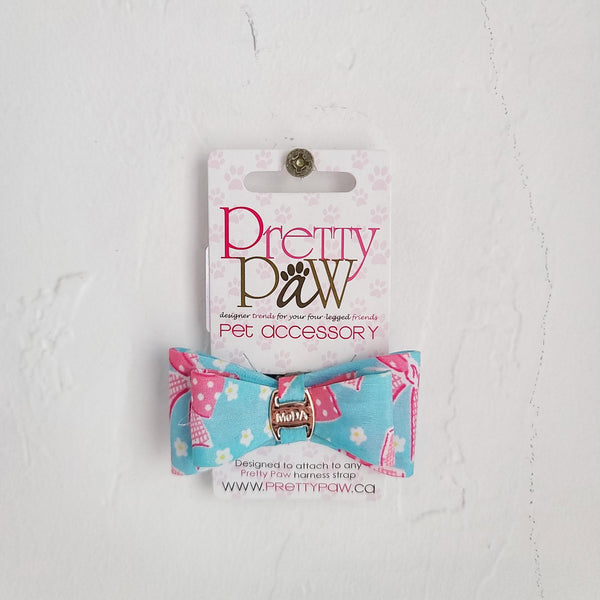 Pretty
Paw
designer trends for your four-legged friends
Pet Accessory
MoDA
Designed to attach to any
Pretty Paw harness strap
www.PrettyPaw.ca